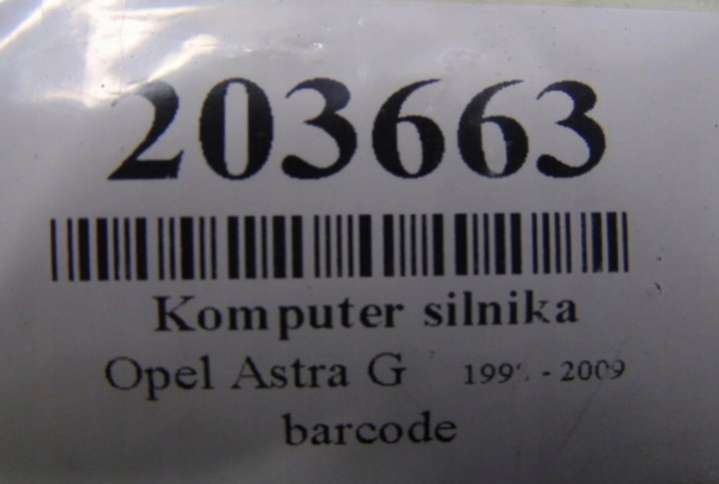 203663
Komputer silnika
Opel Astra G - 2009
barcode